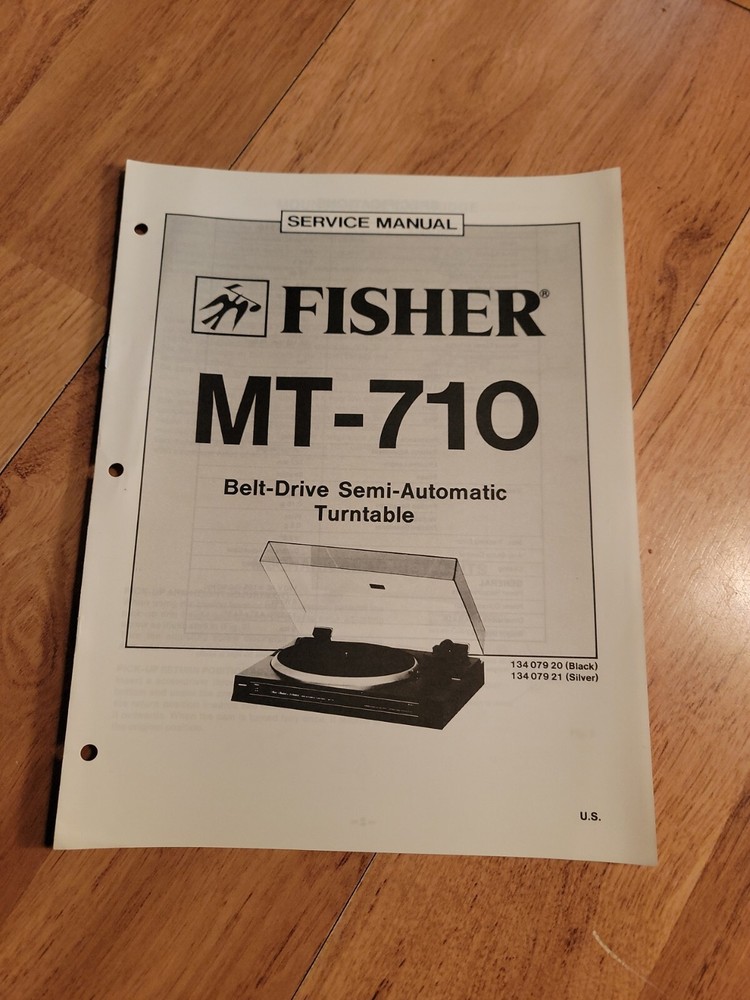 SERVICE MANUAL
FISHER®
MT-710
Belt-Drive Semi-Automatic
Turntable
134 079 20 (Black)
134 079 21 (Silver)
U.S.